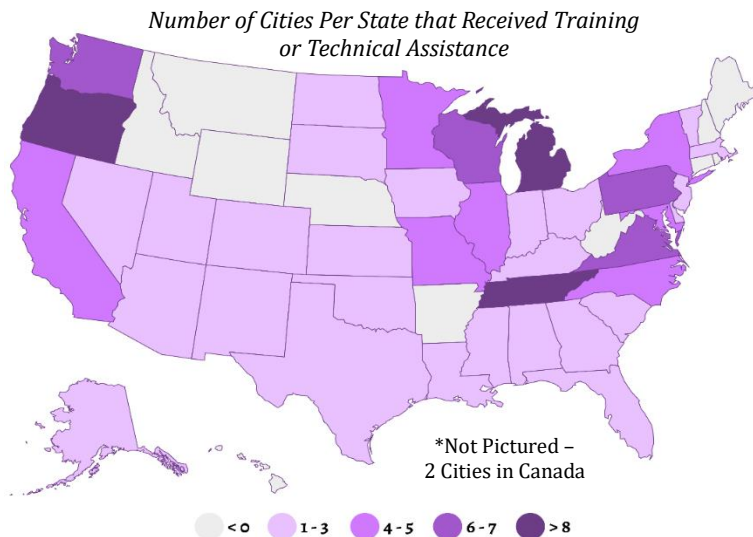 Number of Cities Per State that Received Training
or Technical Assistance
*Not Pictured –
2 Cities in Canada
<0 1-3 4-5 6-7 >8